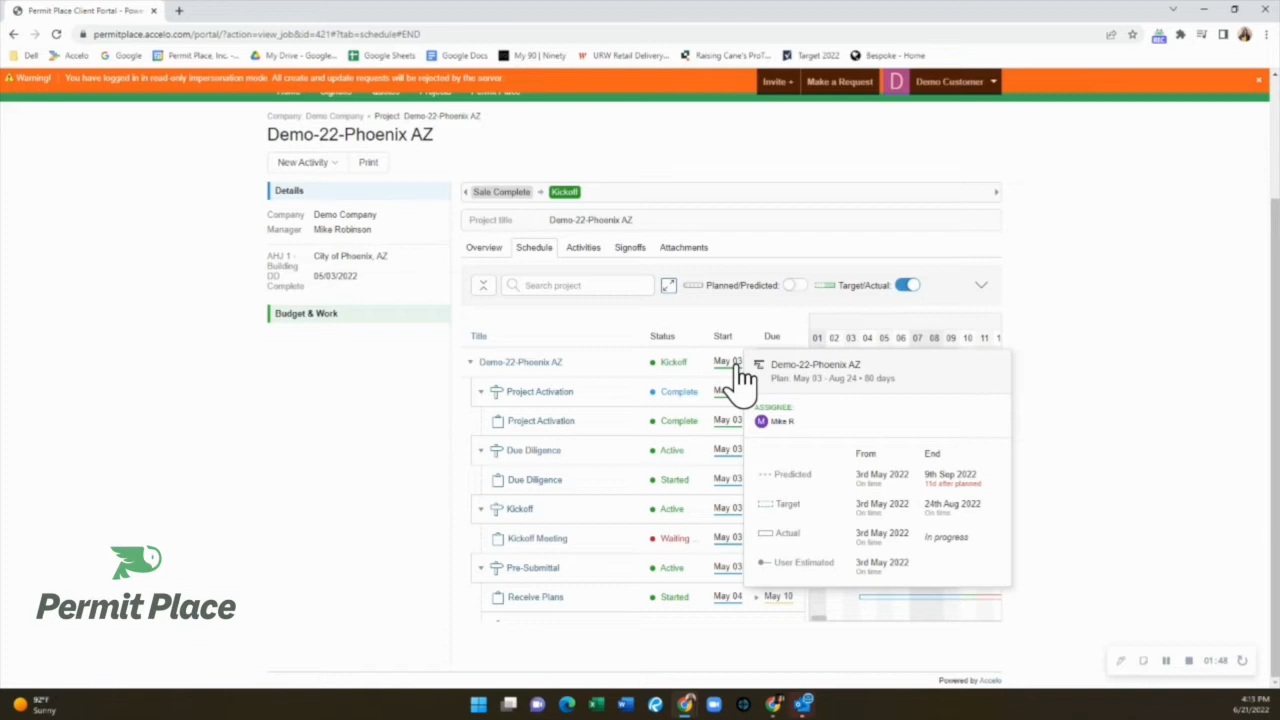 Permit Place Client Portal - Pow
permitplace.accelo.com/portal/?action=view_job&id=421#?tab=schedule#END
Dell Accelo Google Permit Place, Inc. -... My Drive - Google... Google Sheets Google Docs My 90 | Ninety URW Retail Delivery... Raising Cane's ProT... Target 2022 Bespoke - Home
Warning! You have logged in in read-only impersonation mode. All create and update requests will be rejected by the server.
Invite + Make a Request D Demo Customer
Company: Demo Company Project: Demo-22-Phoenix AZ
Demo-22-Phoenix AZ
New Activity Print
Details
Company Demo Company
Manager Mike Robinson
AHJ 1 - Building City of Phoenix, AZ
DD Complete 05/03/2022
Budget & Work
Sale Complete Kickoff
Project title Demo-22-Phoenix AZ
Overview Schedule Activities Signoffs Attachments
Search project Planned/Predicted: Target/Actual:
Title Status Start Due 01 02 03 04 05 06 07 08 09 10 11 1
Demo-22-Phoenix AZ Kickoff May 03
Project Activation Complete
Project Activation Complete May 03
Due Diligence Active May 03
Due Diligence Started May 03
Kickoff Active May 03
Kickoff Meeting Waiting ... May 03
Pre-Submittal Active May 03
Receive Plans Started May 04 May 10
Demo-22-Phoenix AZ
Plan: May 03 - Aug 24 • 80 days
ASSIGNEE:
M Mike R
From End
Predicted 3rd May 2022 9th Sep 2022
On time 11d after planned
Target 3rd May 2022 24th Aug 2022
On time On time
Actual 3rd May 2022 In progress
On time
User Estimated 3rd May 2022
On time
Permit Place
01:48
Powered by Accelo
92°F
Sunny
4:13 PM
6/21/2022